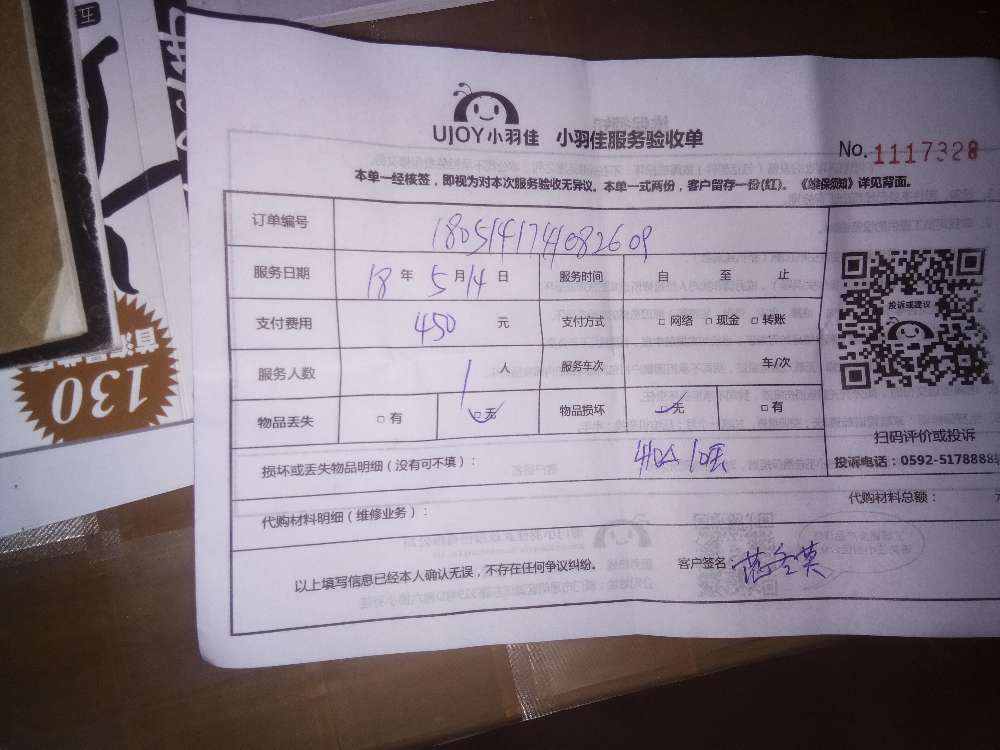 UJOY小羽佳 小羽佳服务验收单
No. 1117328
本单一经核签，即视为对本次服务验收无异议。本单一式两份，客户留存一份(红)。《维保须知》详见背面。
订单编号 1805141741082609
服务日期 18 年 5 月 14 日 服务时间 自 至 止
支付费用 450 元 支付方式 □ 网络 □ 现金 □ 转账
服务人数 1 人 服务车次 车/次
物品丢失 □ 有 □ 无 物品损坏 □ 无 □ 有
投诉或建议
扫码评价或投诉
投诉电话：0592-5178888
损坏或丢失物品明细（没有可不填）：
代购材料明细（维修业务）：
代购材料总额：
以上填写信息已经本人确认无误，不存在任何争议纠纷。
客户签名：
130